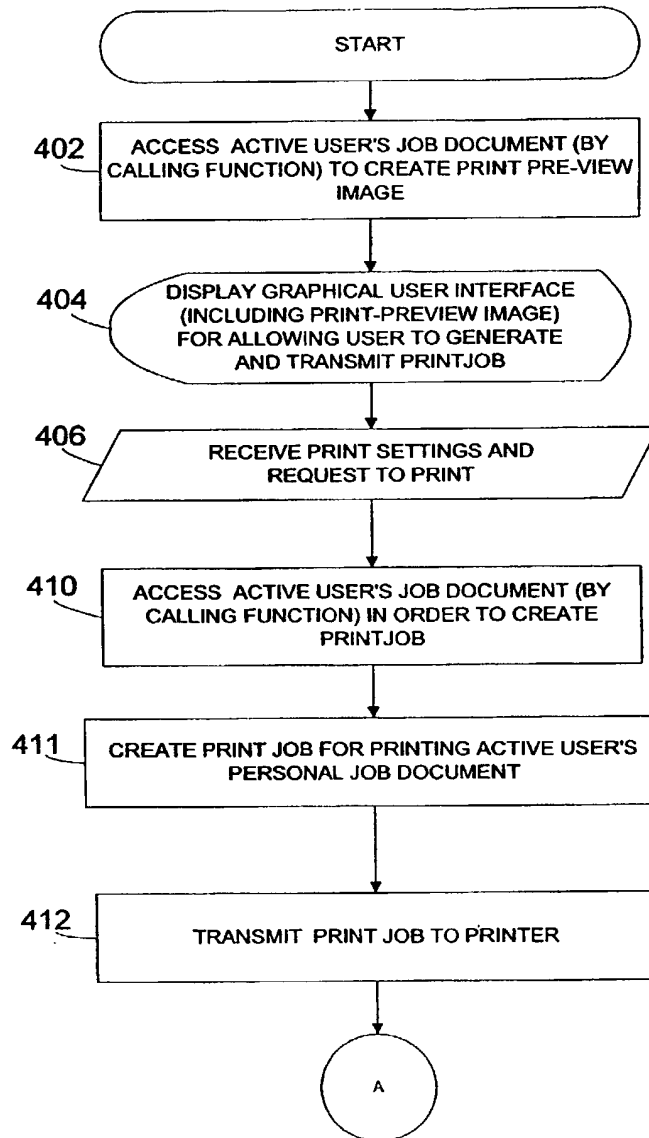 START
402
ACCESS ACTIVE USER'S JOB DOCUMENT (BY
CALLING FUNCTION) TO CREATE PRINT PRE-VIEW
IMAGE
404
DISPLAY GRAPHICAL USER INTERFACE
(INCLUDING PRINT-PREVIEW IMAGE)
FOR ALLOWING USER TO GENERATE
AND TRANSMIT PRINTJOB
406
RECEIVE PRINT SETTINGS AND
REQUEST TO PRINT
410
ACCESS ACTIVE USER'S JOB DOCUMENT (BY
CALLING FUNCTION) IN ORDER TO CREATE
PRINTJOB
411
CREATE PRINT JOB FOR PRINTING ACTIVE USER'S
PERSONAL JOB DOCUMENT
412
TRANSMIT PRINT JOB TO PRINTER
A